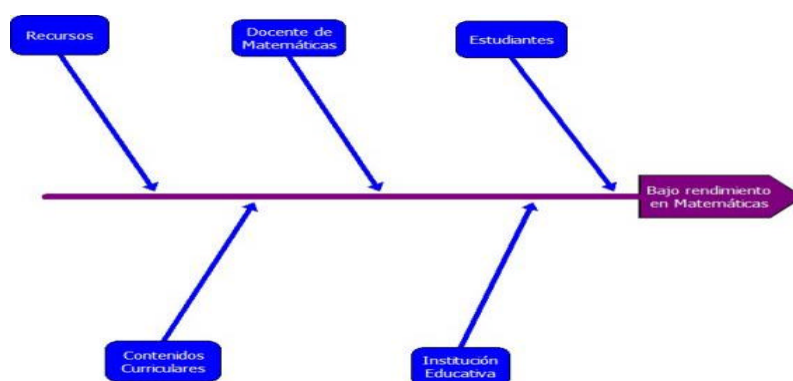 Recursos
Docente de
Matemáticas
Estudiantes
Bajo rendimiento
en Matemáticas
Contenidos
Curriculares
Institución
Educativa